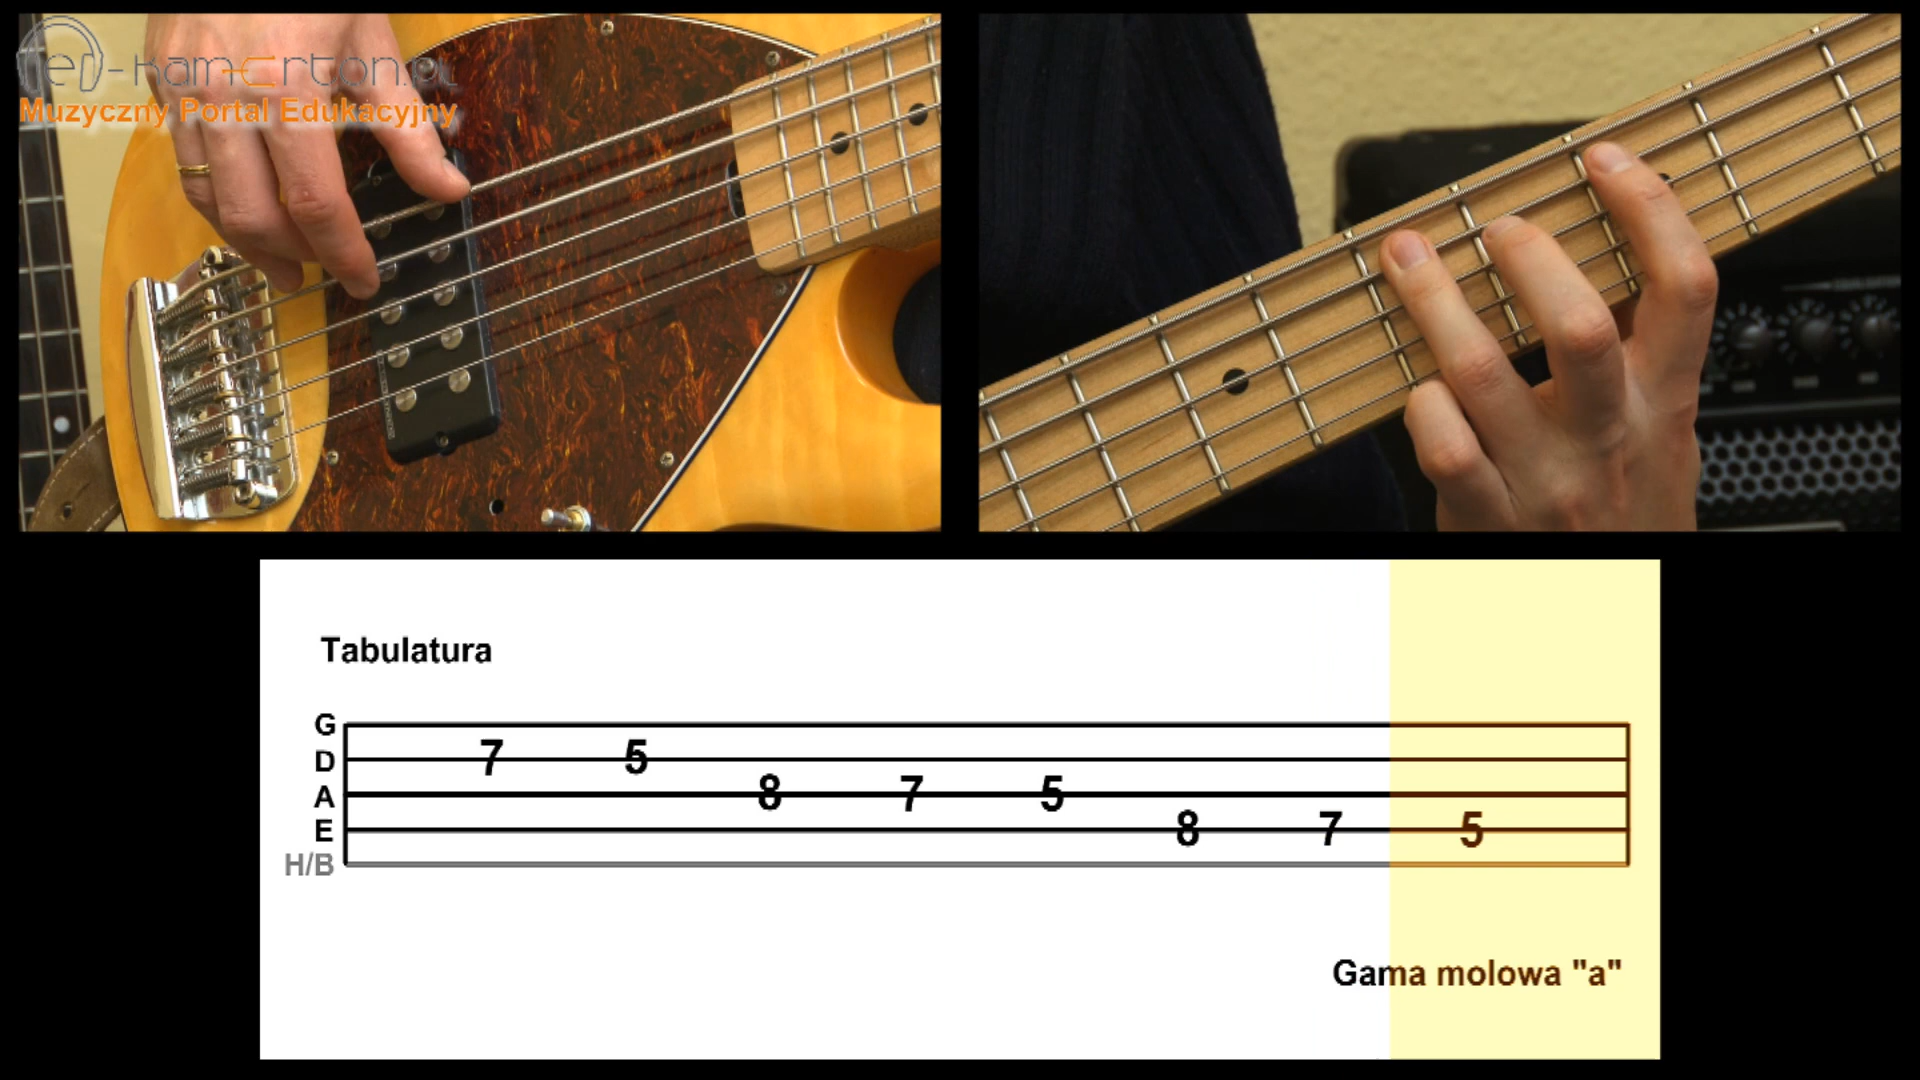 e-kamerton.pl
Muzyczny Portal Edukacyjny
Tabulatura
G
D 7 5
A 8 7 5
E 8 7 5
H/B
Gama molowa "a"